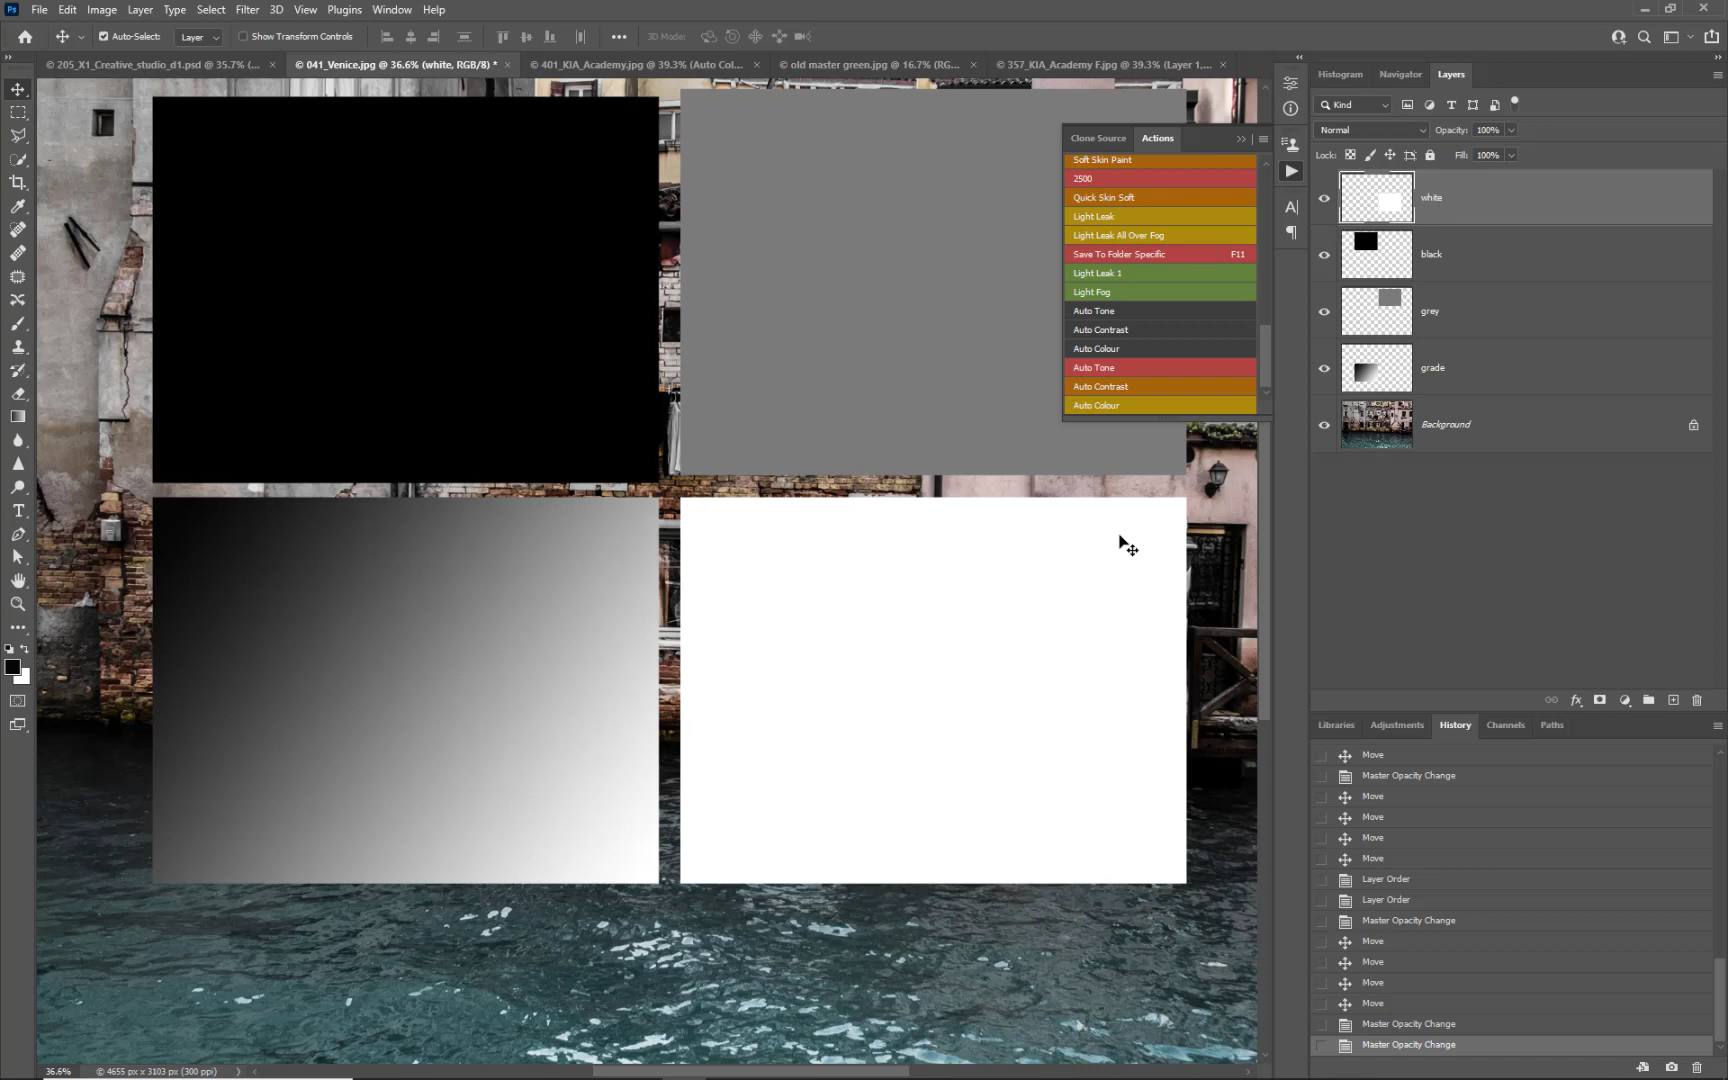 Ps File Edit Image Layer Type Select Filter 3D View Plugins Window Help
Auto-Select: Layer Show Transform Controls 3D Mode:
© 205_X1_Creative_studio_d1.psd @ 35.7% (... × © 041_Venice.jpg @ 36.6% (white, RGB/8) * × © 401_KIA_Academy.jpg @ 39.3% (Auto Col... × © old master green.jpg @ 16.7% (RG... × © 357_KIA_Academy F.jpg @ 39.3% (Layer 1,... ×
Histogram Navigator Layers
Kind
Normal Opacity: 100%
Lock: Fill: 100%
Clone Source Actions
Soft Skin Paint
2500
Quick Skin Soft
Light Leak
Light Leak All Over Fog
Save To Folder Specific F11
Light Leak 1
Light Fog
Auto Tone
Auto Contrast
Auto Colour
Auto Tone
Auto Contrast
Auto Colour
white
black
grey
grade
Background
fx
Libraries Adjustments History Channels Paths
Move
Master Opacity Change
Move
Move
Move
Move
Layer Order
Layer Order
Master Opacity Change
Move
Move
Move
Move
Master Opacity Change
Master Opacity Change
36.6% © 4655 px x 3103 px (300 ppi)